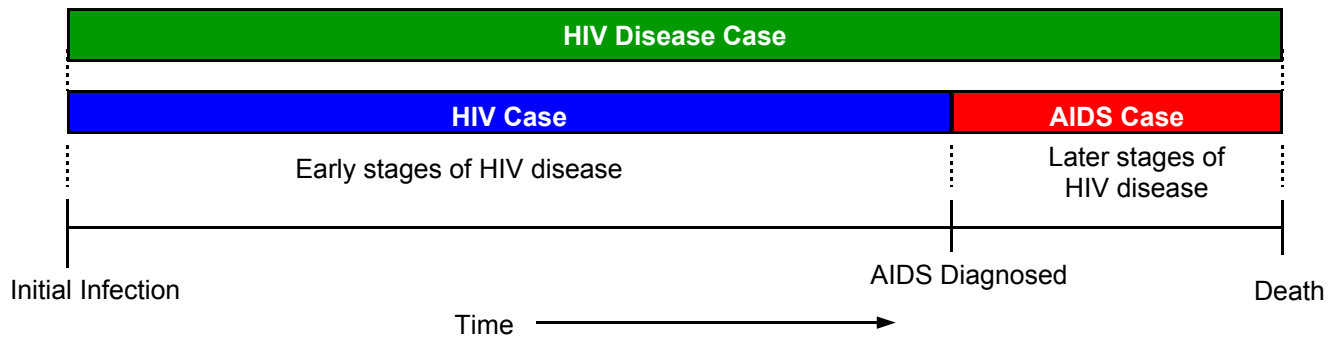 HIV Disease Case
HIV Case
AIDS Case
Early stages of HIV disease
Later stages of
HIV disease
Initial Infection
AIDS Diagnosed
Death
Time